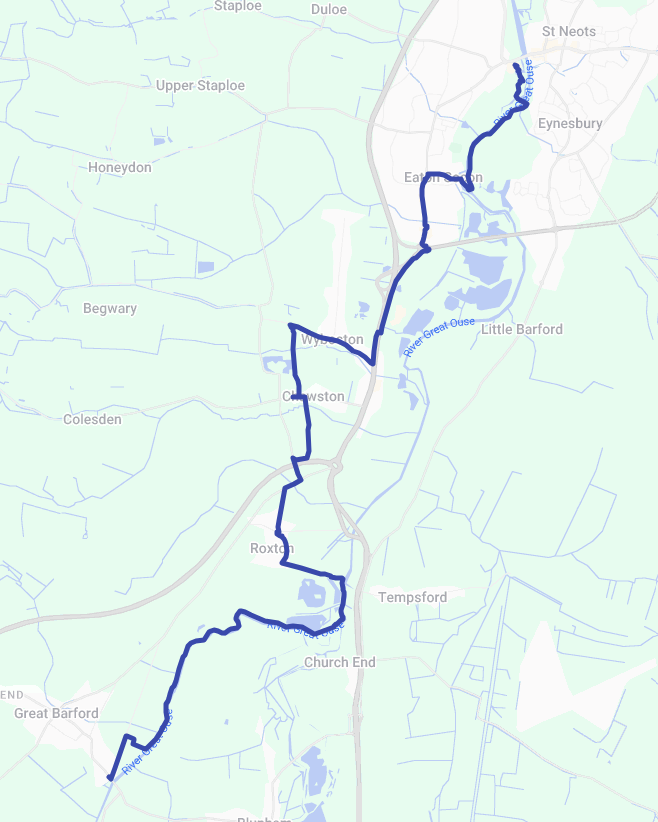 Staploe
Duloe
St Neots
Upper Staploe
River Great Ouse
Eynesbury
Honeydon
Eaton Socon
Begwary
River Great Ouse
Little Barford
Wyboston
Chawston
Colesden
Roxton
Tempsford
River Great Ouse
Church End
END
Great Barford
River Great Ouse
Blunham